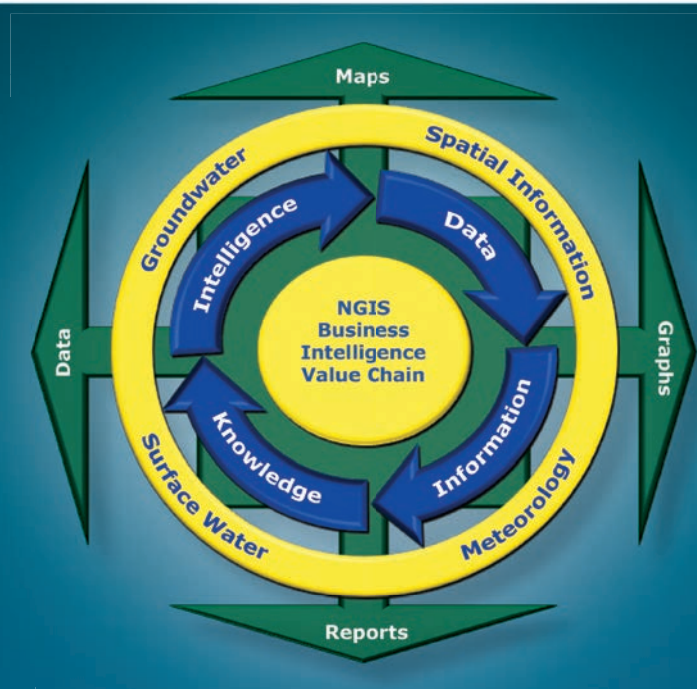 Maps
Groundwater
Spatial Information
Intelligence
Data
Data
NGIS
Business
Intelligence
Value Chain
Graphs
Knowledge
Information
Surface Water
Meteorology
Reports